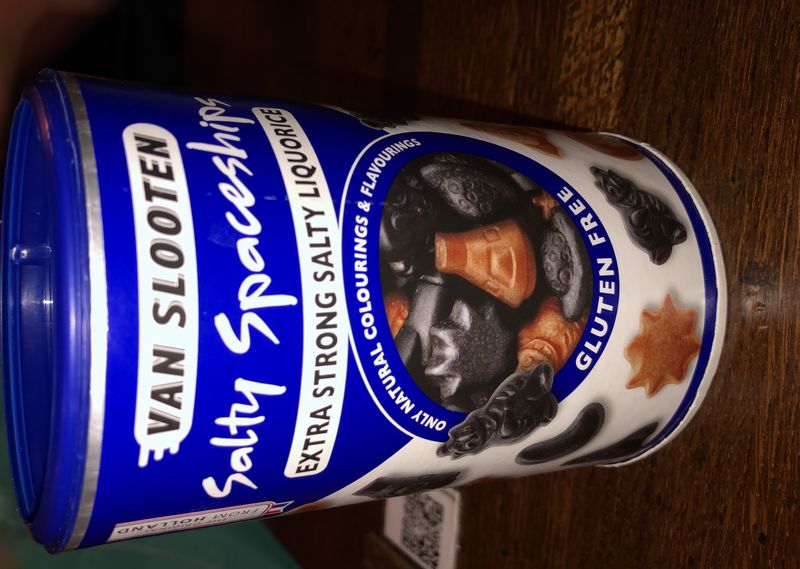 VAN SLOOTEN
Salty Spaceships
EXTRA STRONG SALTY LIQUORICE
ONLY NATURAL COLOURINGS & FLAVOURINGS
GLUTEN FREE
FROM HOLLAND